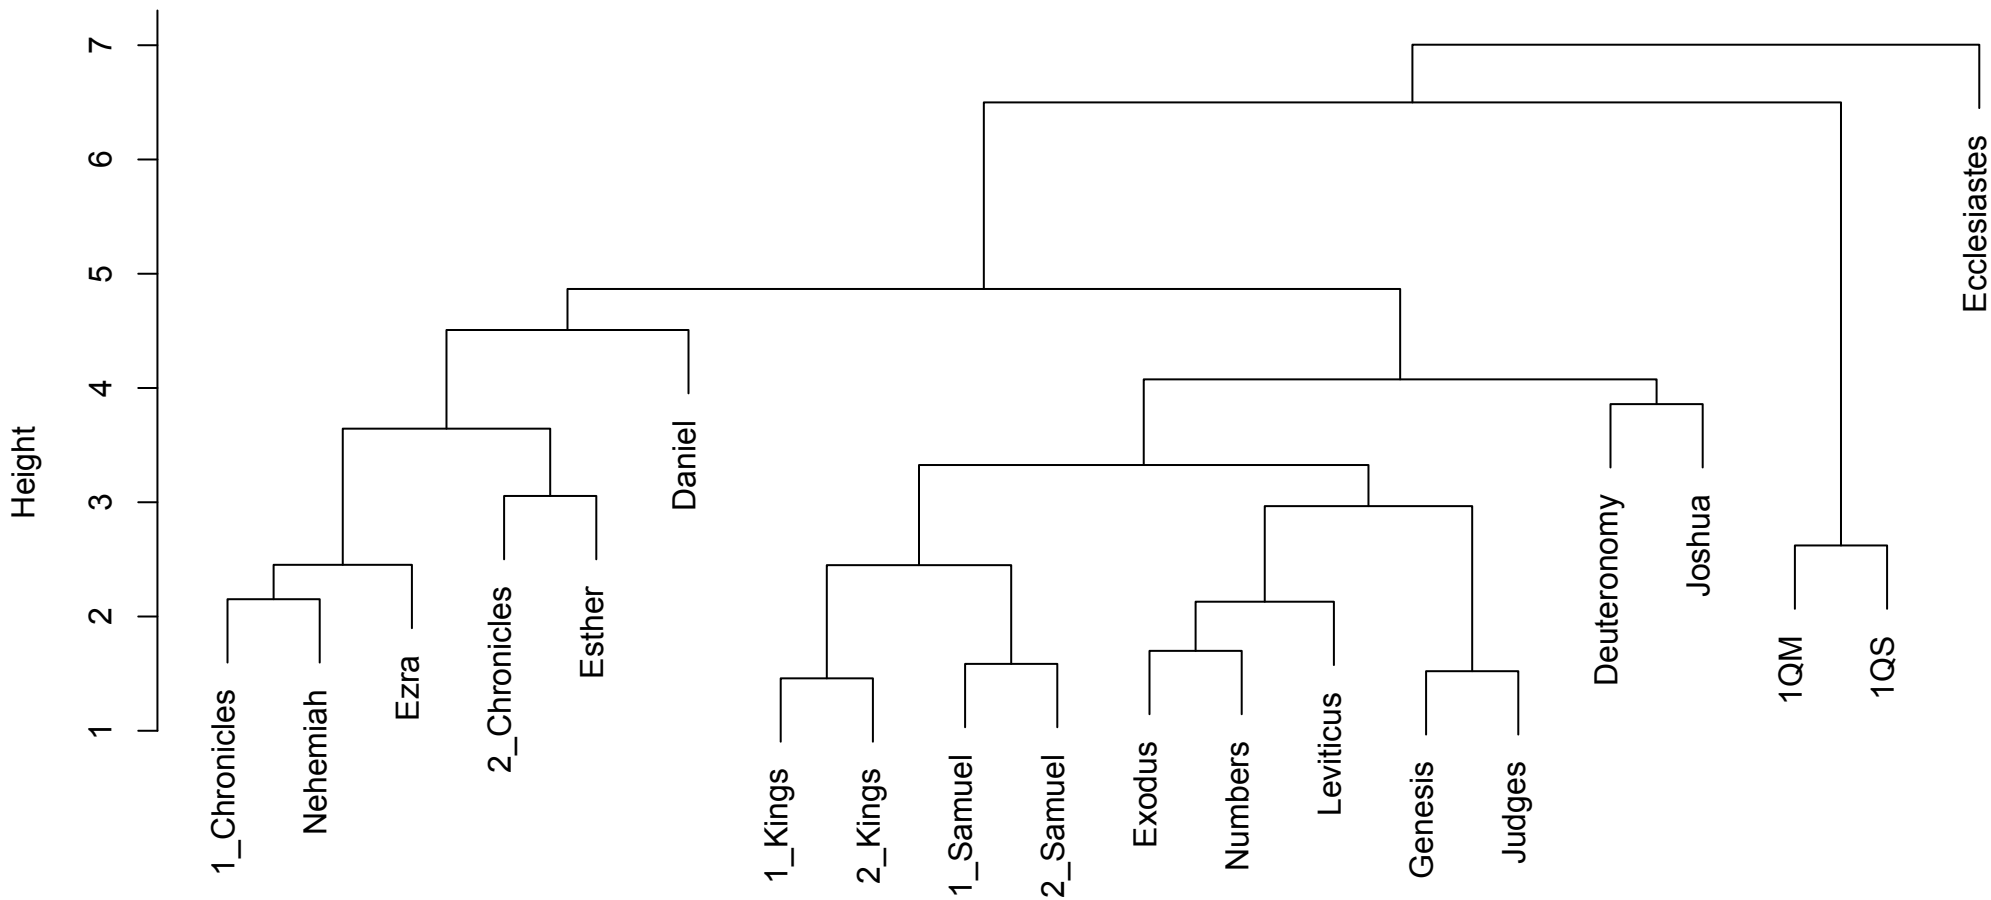 Height
7
6
5
4
3
2
1
1_Chronicles
Nehemiah
Ezra
2_Chronicles
Esther
Daniel
1_Kings
2_Kings
1_Samuel
2_Samuel
Exodus
Numbers
Leviticus
Genesis
Judges
Deuteronomy
Joshua
1QM
1QS
Ecclesiastes